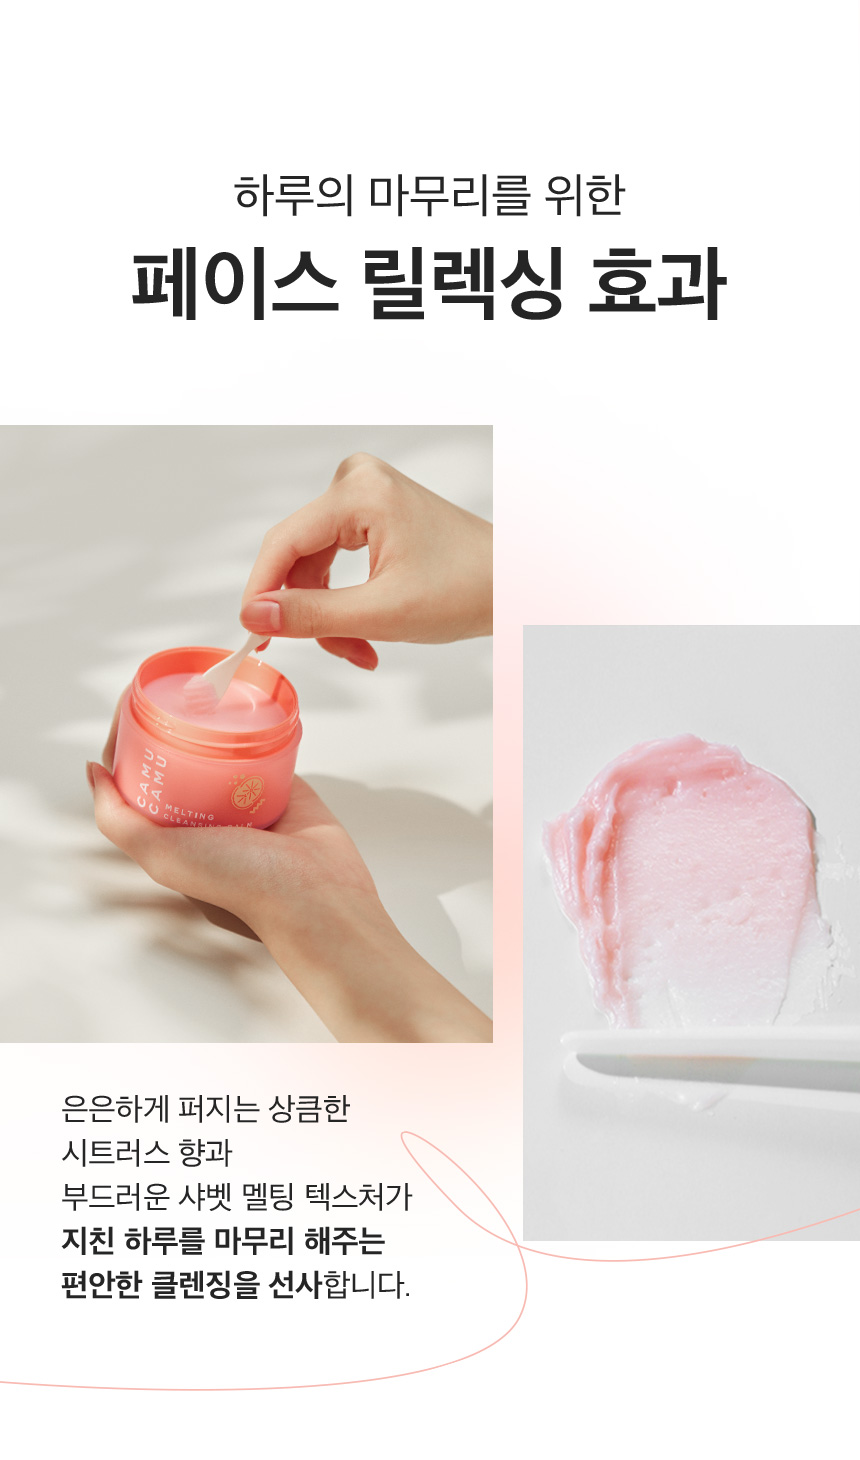 하루의 마무리를 위한
페이스 릴렉싱 효과
CAMU
CAMU
MELTING
CLEANSING
은은하게 퍼지는 상큼한
시트러스 향과
부드러운 샤벳 멜팅 텍스처가
지친 하루를 마무리 해주는
편안한 클렌징을 선사합니다.